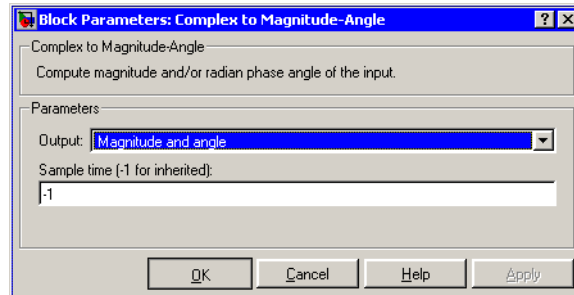 Block Parameters: Complex to Magnitude-Angle
Complex to Magnitude-Angle
Compute magnitude and/or radian phase angle of the input.
Parameters
Output: Magnitude and angle
Sample time (-1 for inherited):
-1
OK Cancel Help Apply